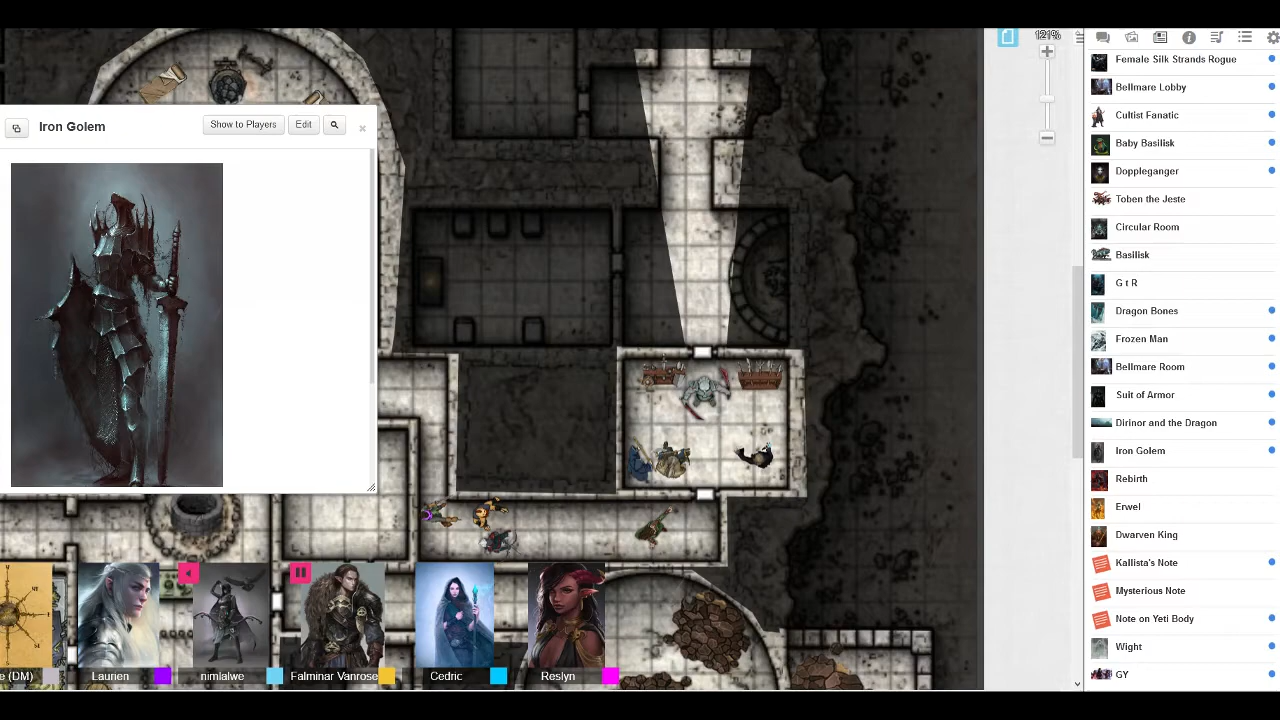 121%
Iron Golem
Show to Players
Edit
Female Silk Strands Rogue
Bellmare Lobby
Cultist Fanatic
Baby Basilisk
Doppleganger
Toben the Jeste
Circular Room
Basilisk
G t R
Dragon Bones
Frozen Man
Bellmare Room
Suit of Armor
Dirinor and the Dragon
Iron Golem
Rebirth
Erwel
Dwarven King
Kallista's Note
Mysterious Note
Note on Yeti Body
Wight
GY
e (DM)
Laurien
nimlalwe
Falminar Vanrose
Cedric
Reslyn